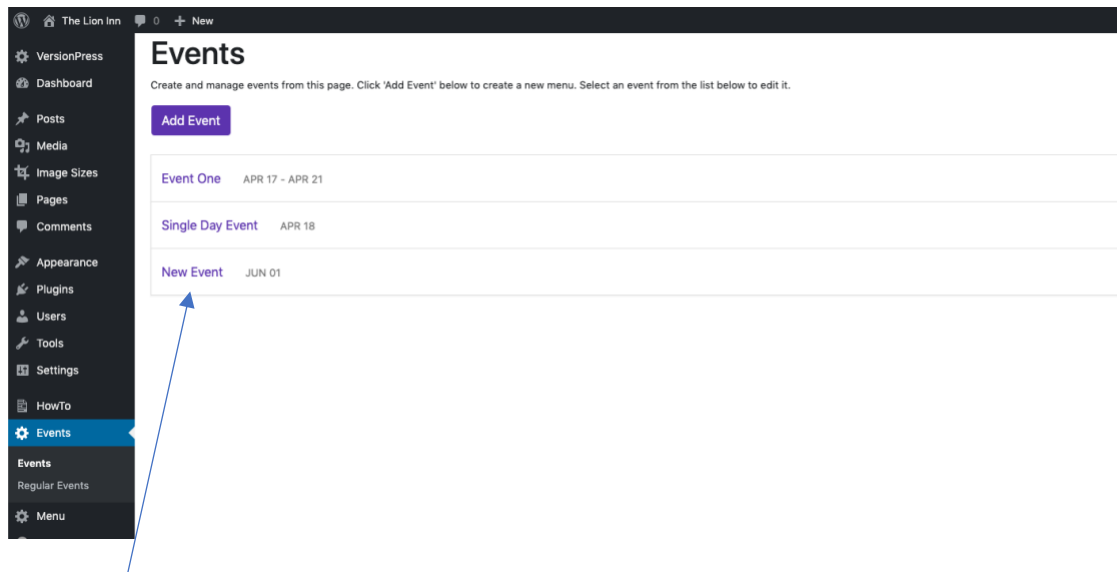 The Lion Inn 0 + New
VersionPress
Dashboard
Posts
Media
Image Sizes
Pages
Comments
Appearance
Plugins
Users
Tools
Settings
HowTo
Events
Events
Regular Events
Menu
Events
Create and manage events from this page. Click 'Add Event' below to create a new menu. Select an event from the list below to edit it.
Add Event
Event One APR 17 - APR 21
Single Day Event APR 18
New Event JUN 01